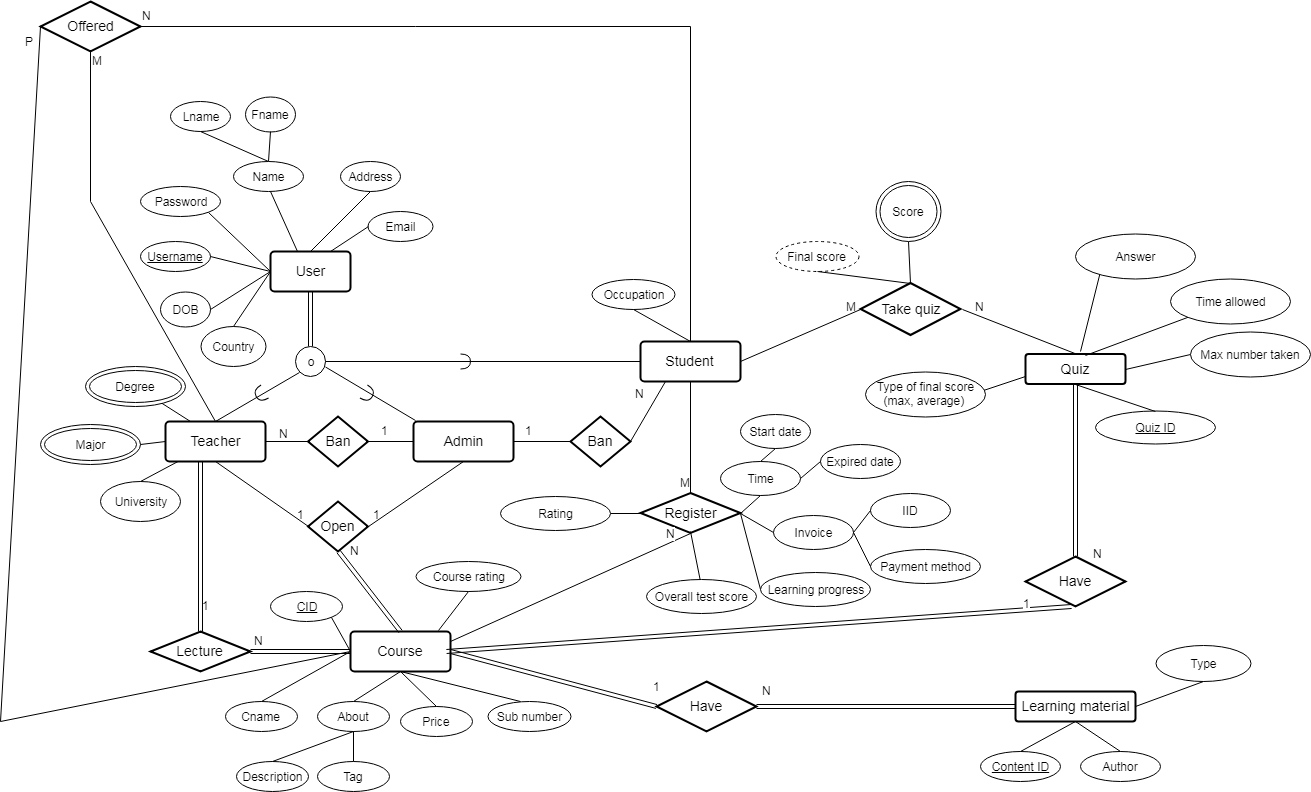 Offered
N
P
M
Lname
Fname
Name
Address
Password
Email
Username
User
DOB
Country
o
Degree
Major
University
Teacher
N
Ban
1
Admin
1
Ban
N
Occupation
Student
Score
Final score
M
Take quiz
N
Answer
Time allowed
Max number taken
Quiz
Type of final score
(max, average)
Quiz ID
Start date
Time
Expired date
M
Rating
Register
N
Invoice
IID
Payment method
Learning progress
Overall test score
1
Open
1
N
Course rating
CID
1
Lecture
N
Course
N
Have
1
Cname
About
Price
Sub number
Description
Tag
1
Have
N
Learning material
Type
Content ID
Author